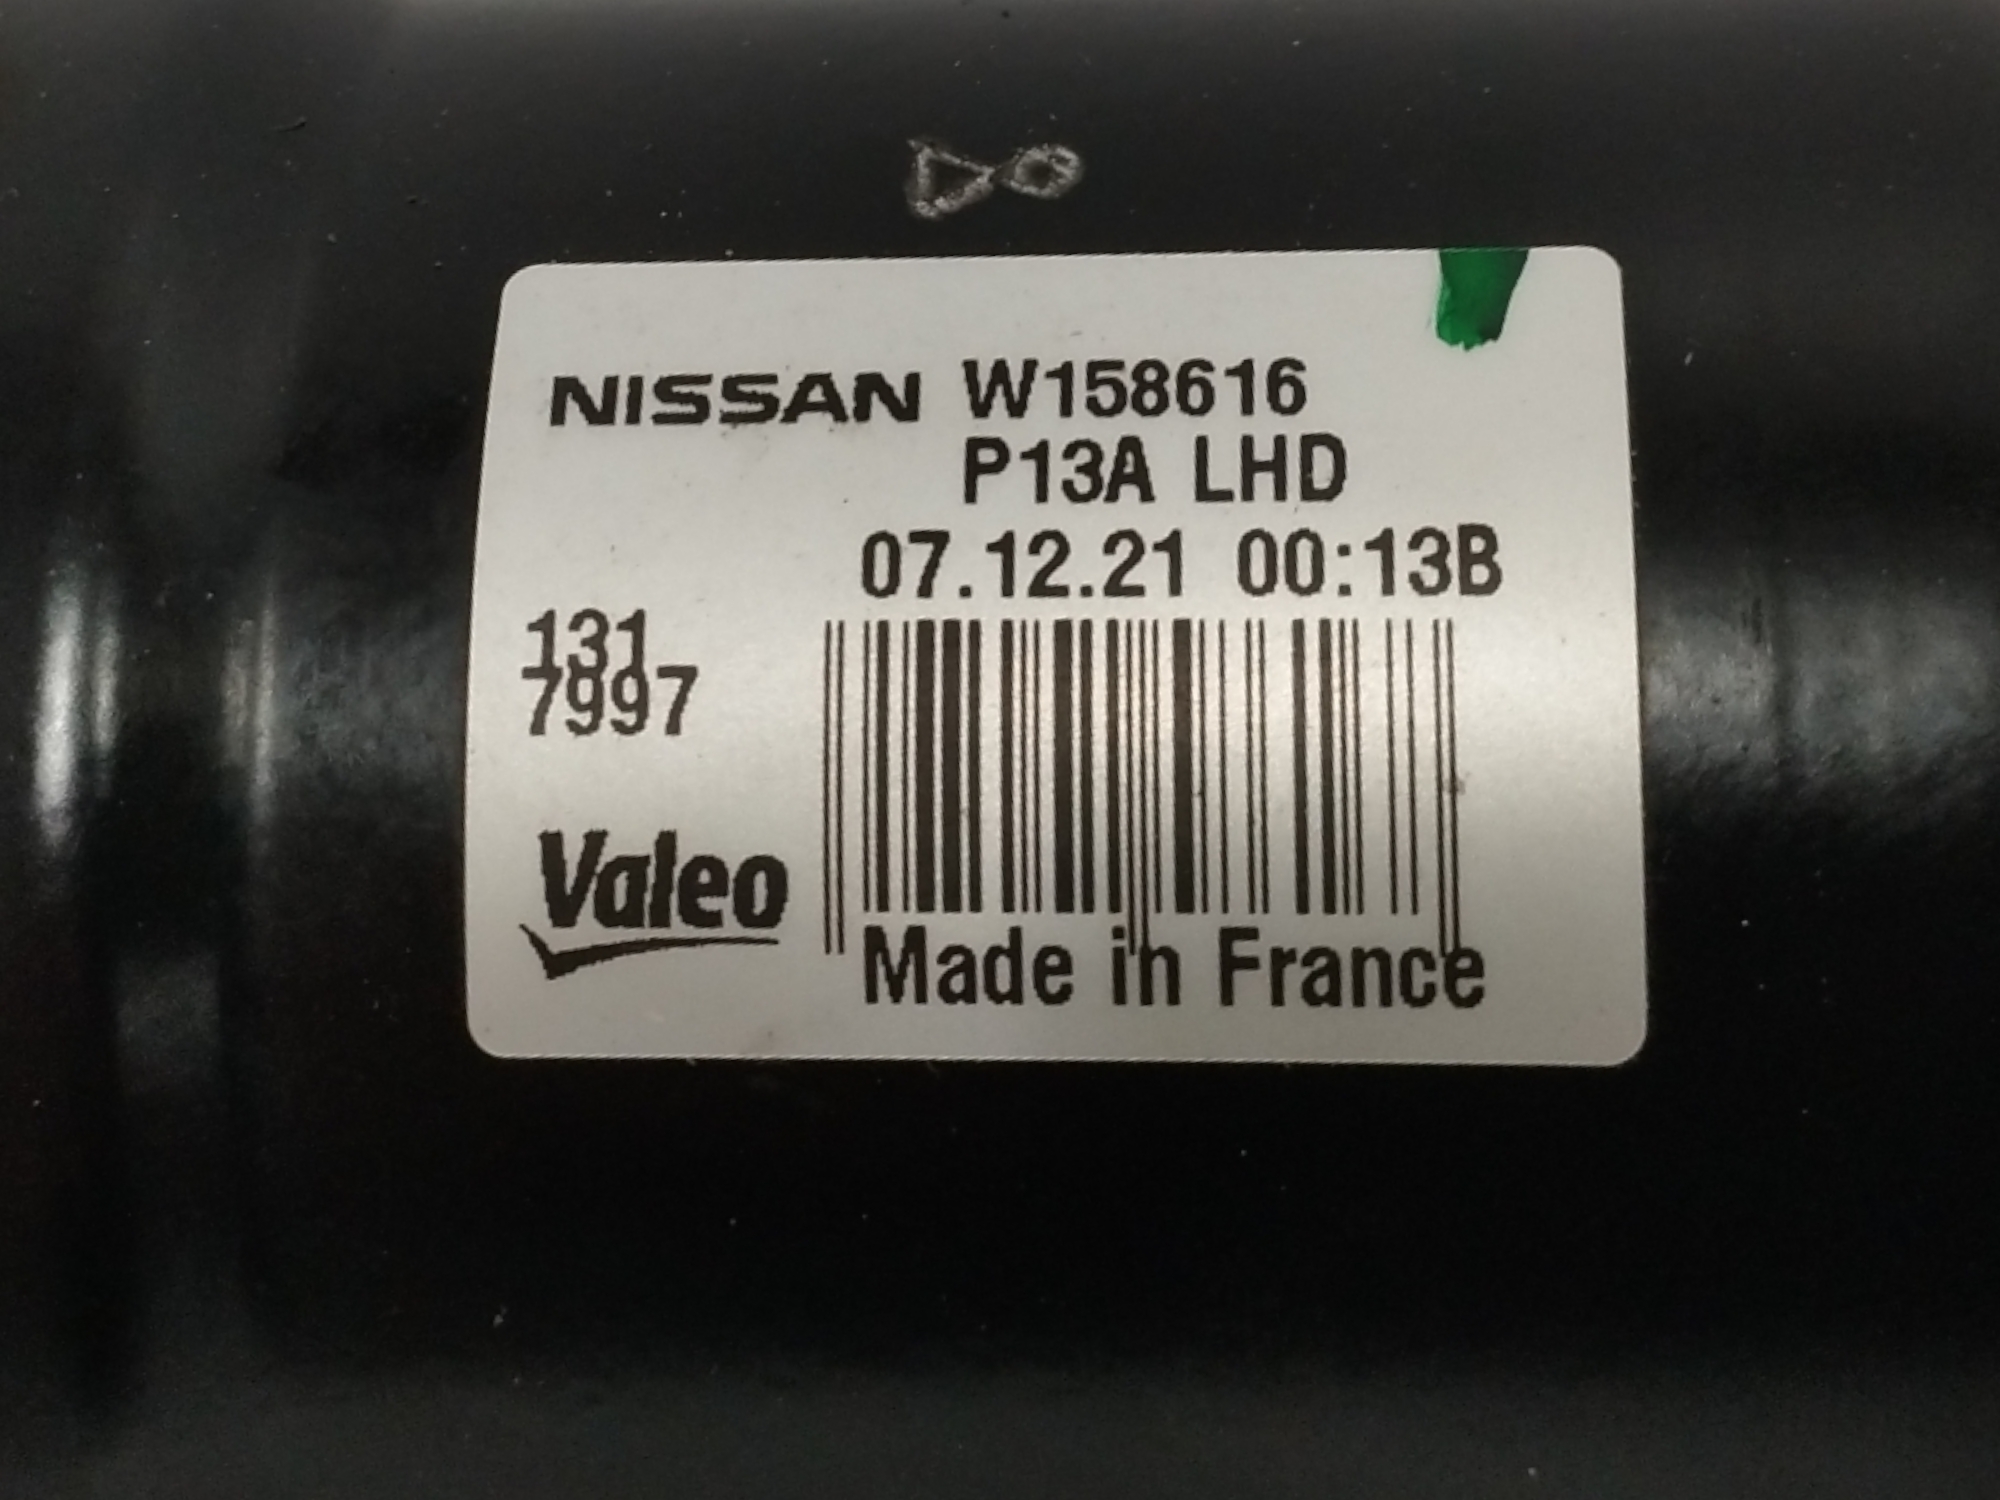 NISSAN W158616
P13A LHD
07.12.21 00:13B
131
7997
Valeo
Made in France